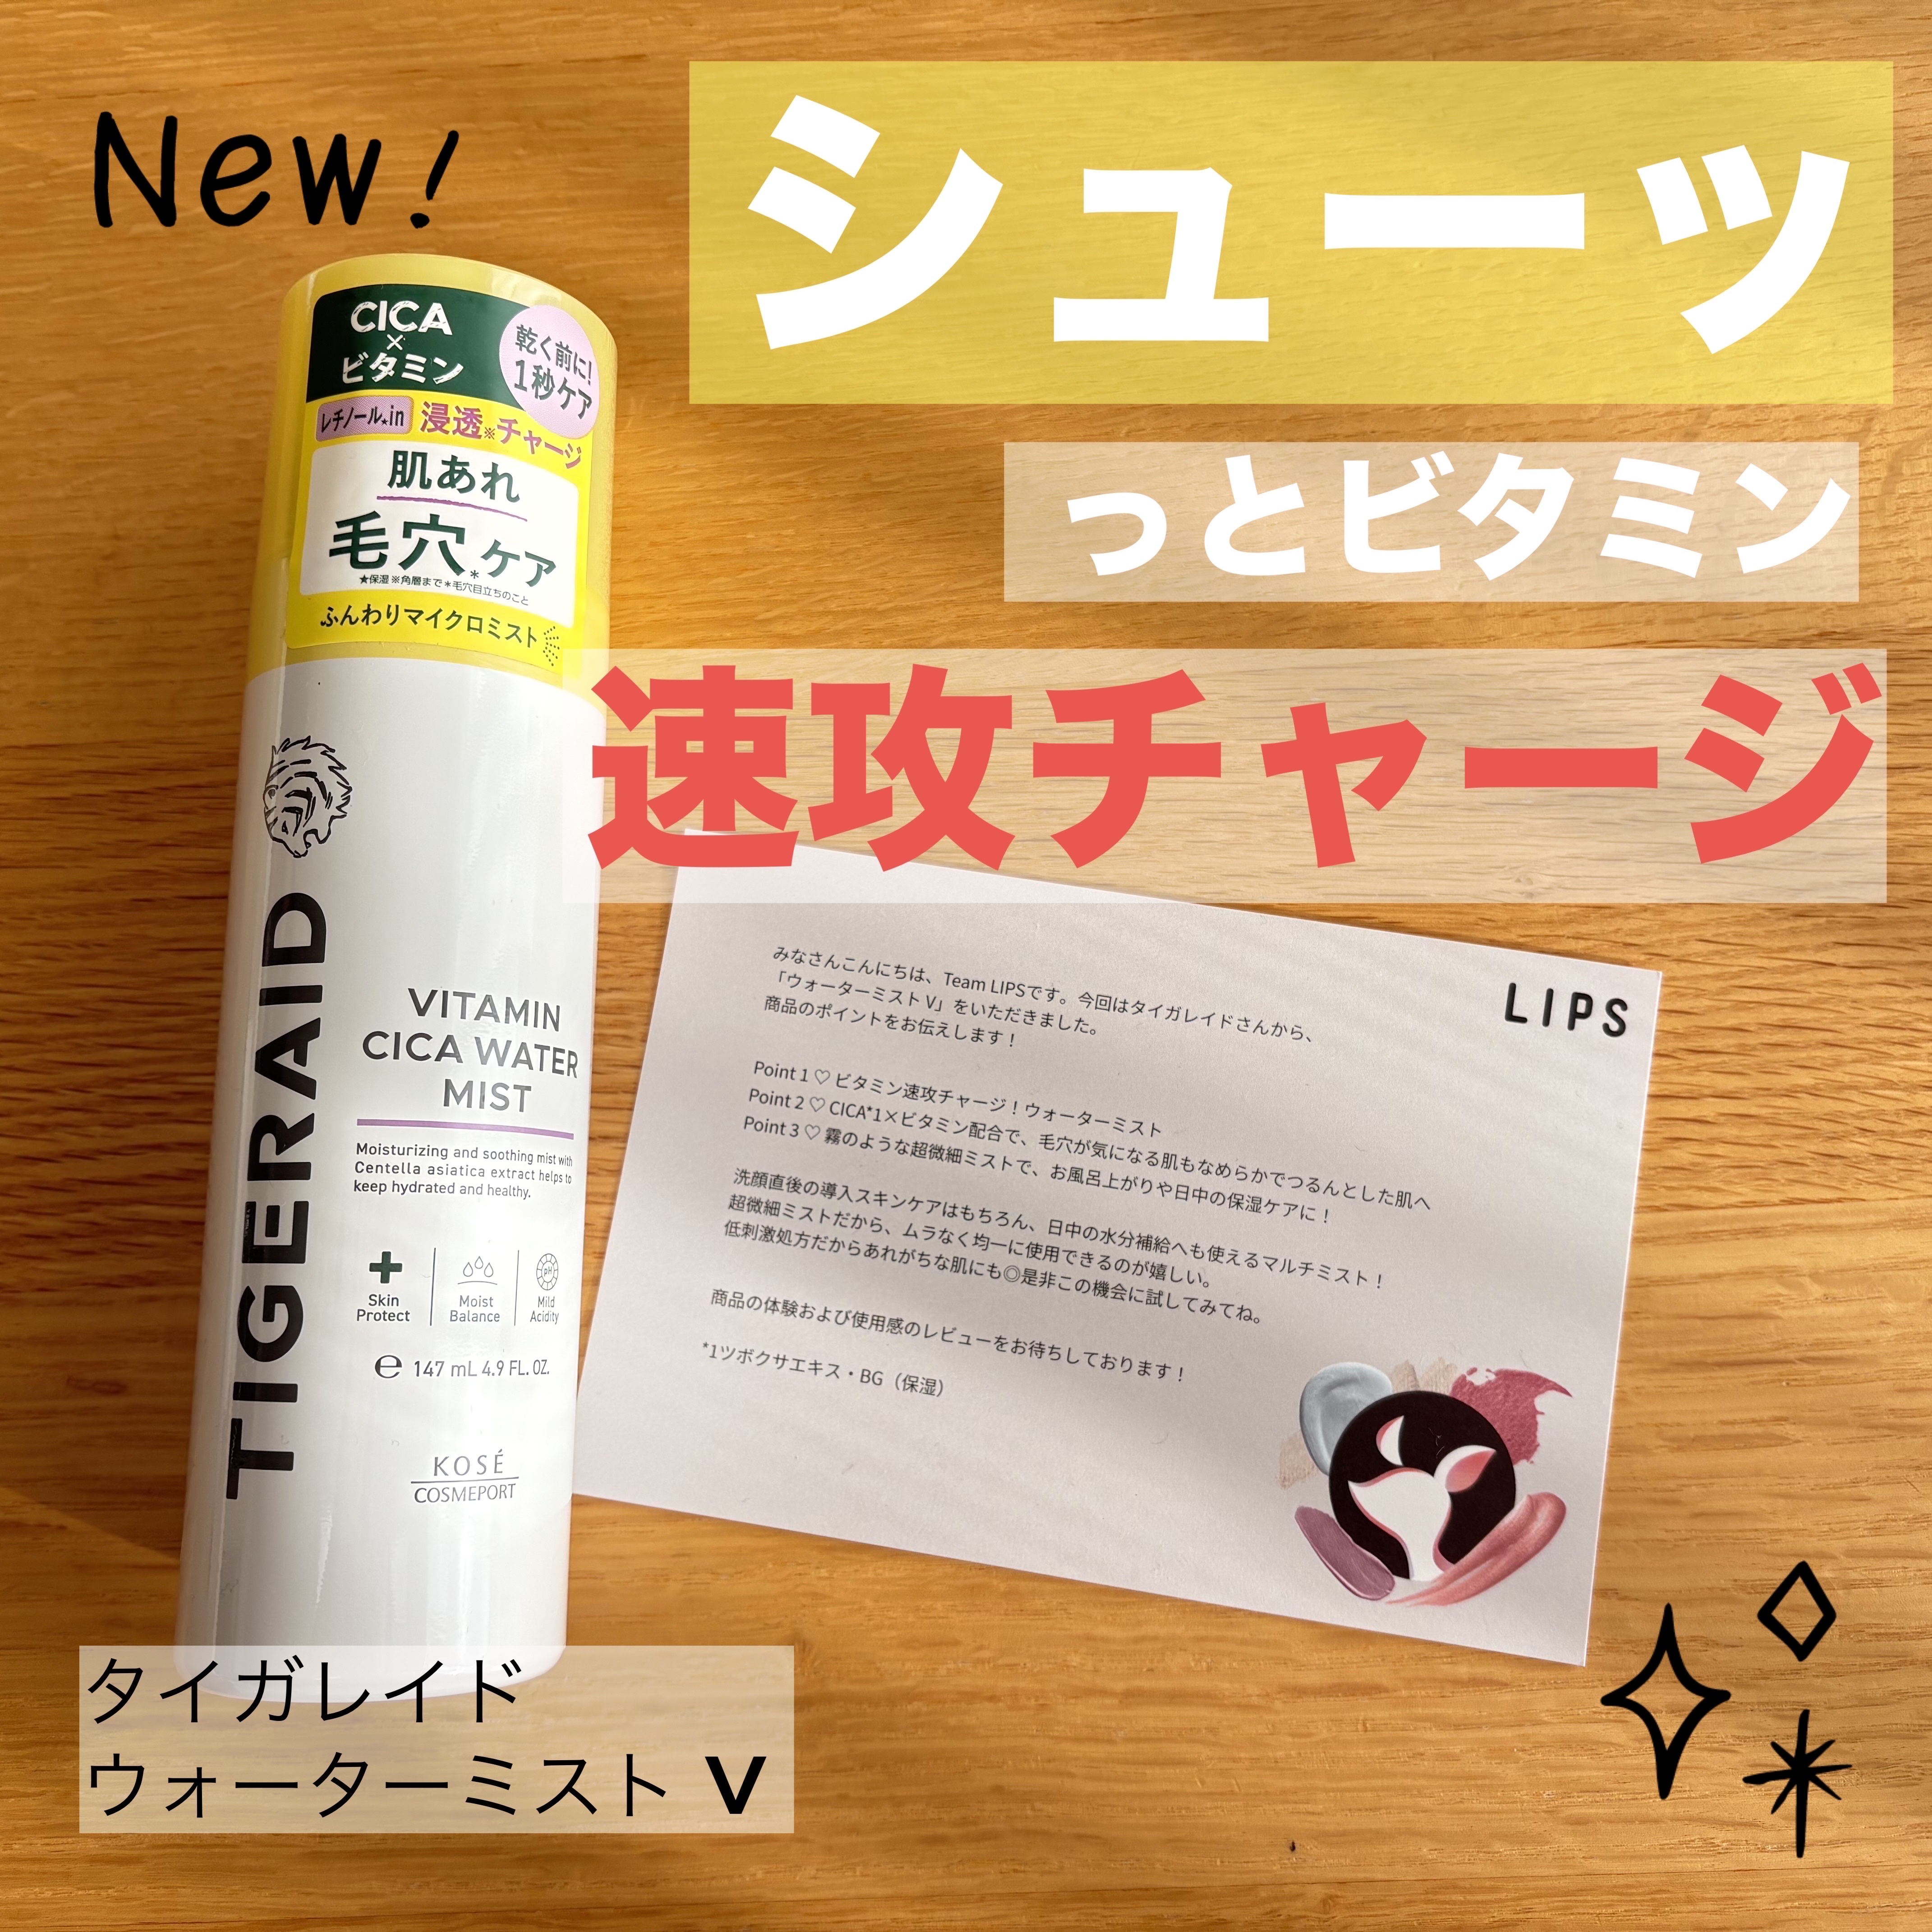 New!
シューッ
っとビタミン
速攻チャージ
CICA
×
ビタミン
乾く前に!
1秒ケア
レチノール★in 浸透※チャージ
肌あれ
毛穴*ケア
★保湿 ※角層まで *毛穴目立ちのこと
ふんわりマイクロミスト
TIGERAID
VITAMIN
CICA WATER
MIST
Moisturizing and soothing mist with
Centella asiatica extract helps to
keep hydrated and healthy.
Skin
Protect
Moist
Balance
pH
Mild
Acidity
℮ 147 mL 4.9 FL. OZ.
KOSÉ
COSMEPORT
LIPS
みなさんこんにちは、Team LIPSです。今回はタイガレイドさんから、
「ウォーターミスト V」をいただきました。
商品のポイントをお伝えします！
Point 1 ♡ ビタミン速攻チャージ！ウォーターミスト
Point 2 ♡ CICA*1×ビタミン配合で、毛穴が気になる肌もなめらかでつるんとした肌へ
Point 3 ♡ 霧のような超微細ミストで、お風呂上がりや日中の保湿ケアに！
洗顔直後の導入スキンケアはもちろん、日中の水分補給へも使えるマルチミスト！
超微細ミストだから、ムラなく均一に使用できるのが嬉しい。
低刺激処方だからあれがちな肌にも◎是非この機会に試してみてね。
商品の体験および使用感のレビューをお待ちしております！
*1ツボクサエキス・BG（保湿）
タイガレイド
ウォーターミスト V